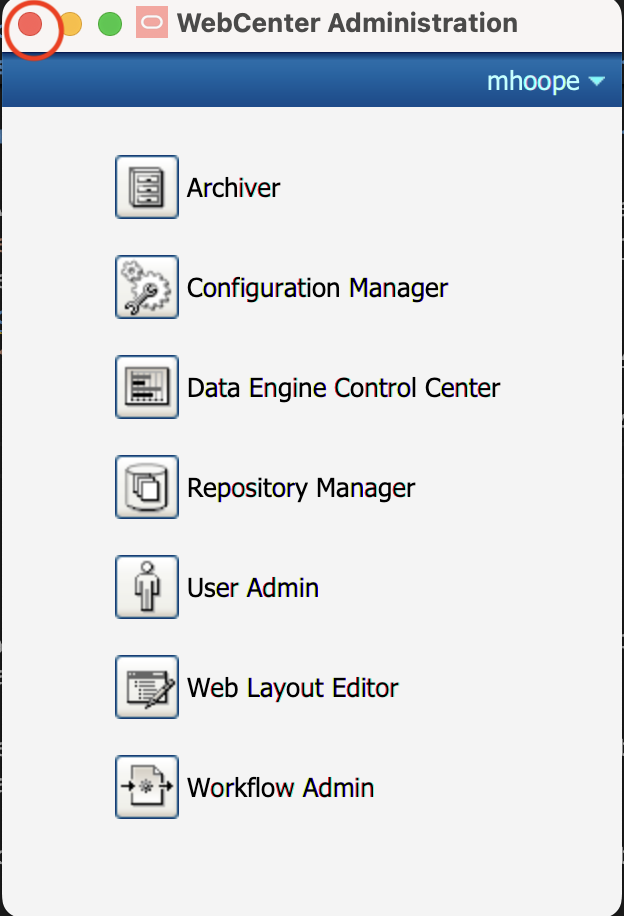 WebCenter Administration
mhoope
Archiver
Configuration Manager
Data Engine Control Center
Repository Manager
User Admin
Web Layout Editor
Workflow Admin